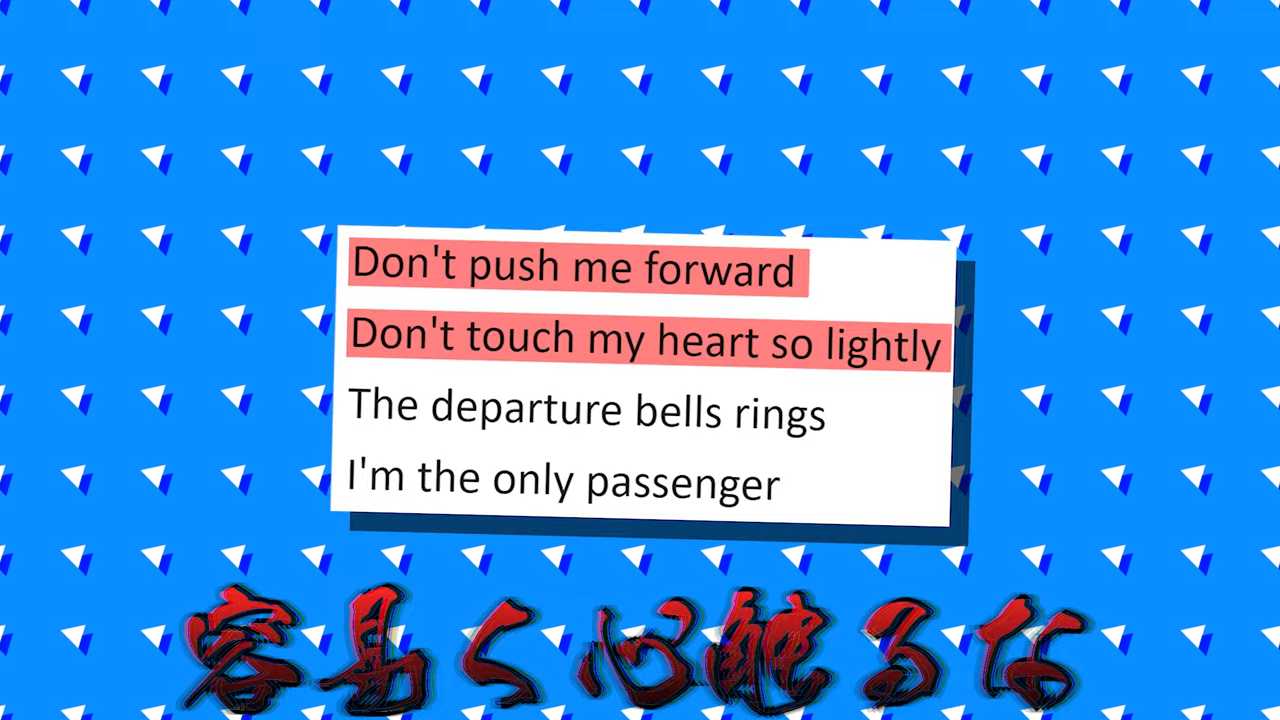 Don't push me forward
Don't touch my heart so lightly
The departure bells rings
I'm the only passenger
容易く心触るな